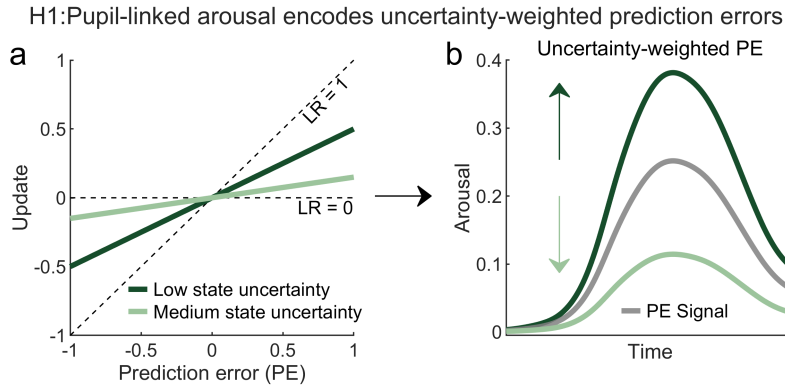 H1:Pupil-linked arousal encodes uncertainty-weighted prediction errors
a
1
0.5
0
-0.5
-1
Update
LR = 1
LR = 0
Low state uncertainty
Medium state uncertainty
-1
-0.5
0
0.5
1
Prediction error (PE)
b
Uncertainty-weighted PE
0.4
0.3
0.2
0.1
0
Arousal
PE Signal
Time